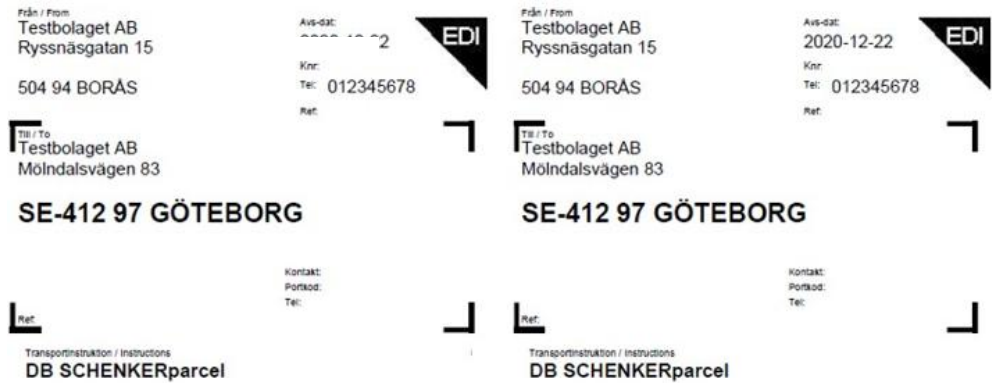 Från / From
Testbolaget AB
Ryssnäsgatan 15
504 94 BORÅS
Avs-dat:
Knr:
Tel: 012345678
Ref:
EDI
Till / To
Testbolaget AB
Mölndalsvägen 83
SE-412 97 GÖTEBORG
Kontakt:
Portkod:
Tel:
Ref:
Transportinstruktion / Instructions
DB SCHENKERparcel
Från / From
Testbolaget AB
Ryssnäsgatan 15
504 94 BORÅS
Avs-dat:
2020-12-22
Knr:
Tel: 012345678
Ref:
EDI
Till / To
Testbolaget AB
Mölndalsvägen 83
SE-412 97 GÖTEBORG
Kontakt:
Portkod:
Tel:
Ref:
Transportinstruktion / Instructions
DB SCHENKERparcel